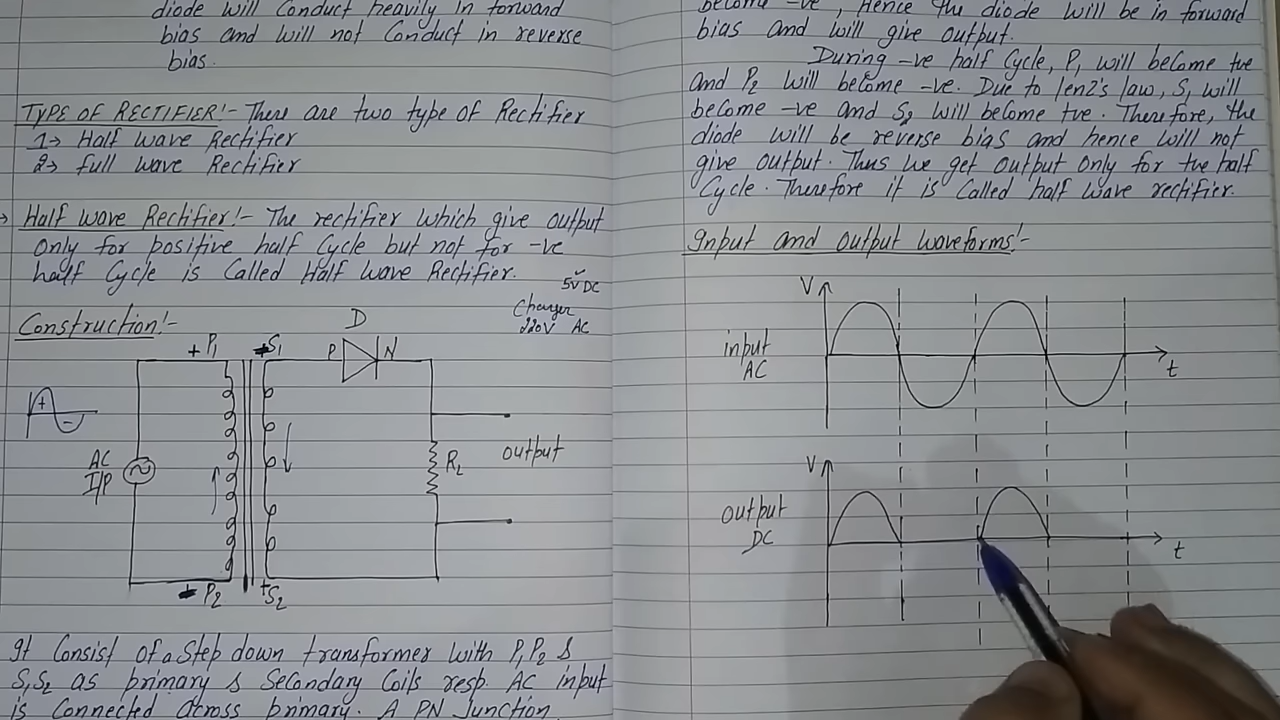 diode will Conduct heavily in forward
bias and will not Conduct in reverse
bias.
TYPE OF RECTIFIER!- There are two type of Rectifier
1→ Half wave Rectifier
2→ full wave Rectifier
Half wave Rectifier!- The rectifier which give output
Only for positive half Cycle but not for -ve
half Cycle is Called Half wave Rectifier.
5V DC
Charger
220V AC
Construction!-
+ P1
S1
D
P
N
+
-
AC
I/P
RL
output
P2
+S2
It Consist of a Step down transformer with P1P2 &
S1S2 as primary & Secondary Coils resp. AC input
is Connected across primary. A PN Junction
become -ve, Hence the diode will be in forward
bias and will give output.
During -ve half Cycle, P1 will become +ve
and P2 will become -ve. Due to lenz's law, S1 will
become -ve and S2 will become +ve. Therefore, the
diode will be reverse bias and hence will not
give output. Thus we get output only for the half
Cycle. Therefore it is Called half wave rectifier.
Input and output waveforms!-
V
input
AC
t
V
output
DC
t